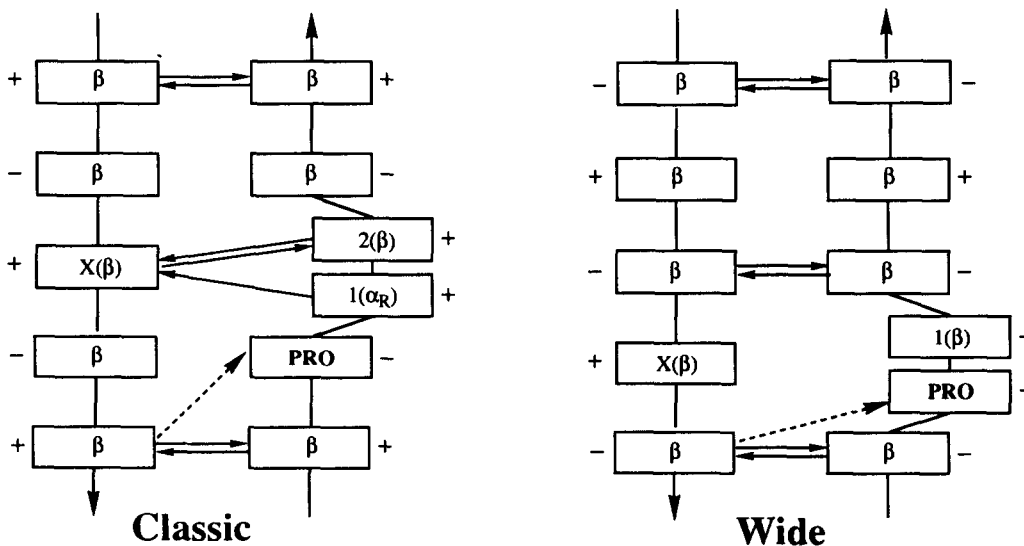 + β β +
− β β −
2(β) +
+ X(β)
1(α_R) +
− β PRO −
+ β β +
Classic
− β β −
+ β β +
− β β −
1(β)
+ X(β)
PRO
− β β −
Wide